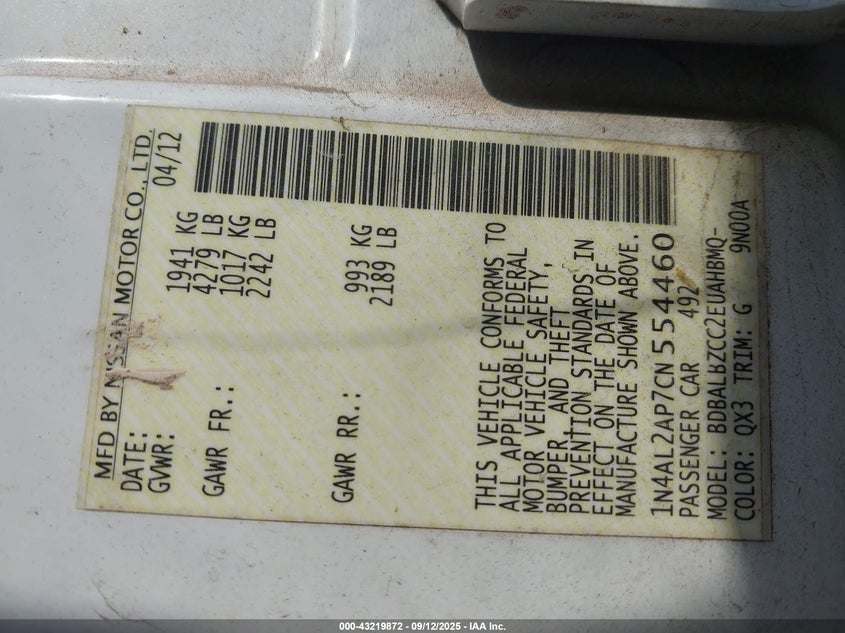 MFD BY NISSAN MOTOR CO., LTD.
DATE: 04/12
GVWR: 1941 KG
4279 LB
GAWR FR.: 1017 KG
2242 LB
GAWR RR.: 993 KG
2189 LB
THIS VEHICLE CONFORMS TO
ALL APPLICABLE FEDERAL
MOTOR VEHICLE SAFETY,
BUMPER, AND THEFT
PREVENTION STANDARDS IN
EFFECT ON THE DATE OF
MANUFACTURE SHOWN ABOVE.
1N4AL2AP7CN554460
PASSENGER CAR 492
MODEL: BDBALBZCC2EUAHBMQ-
COLOR: QX3 TRIM: G 9N00A
000-43219872 - 09/12/2025 - IAA Inc.